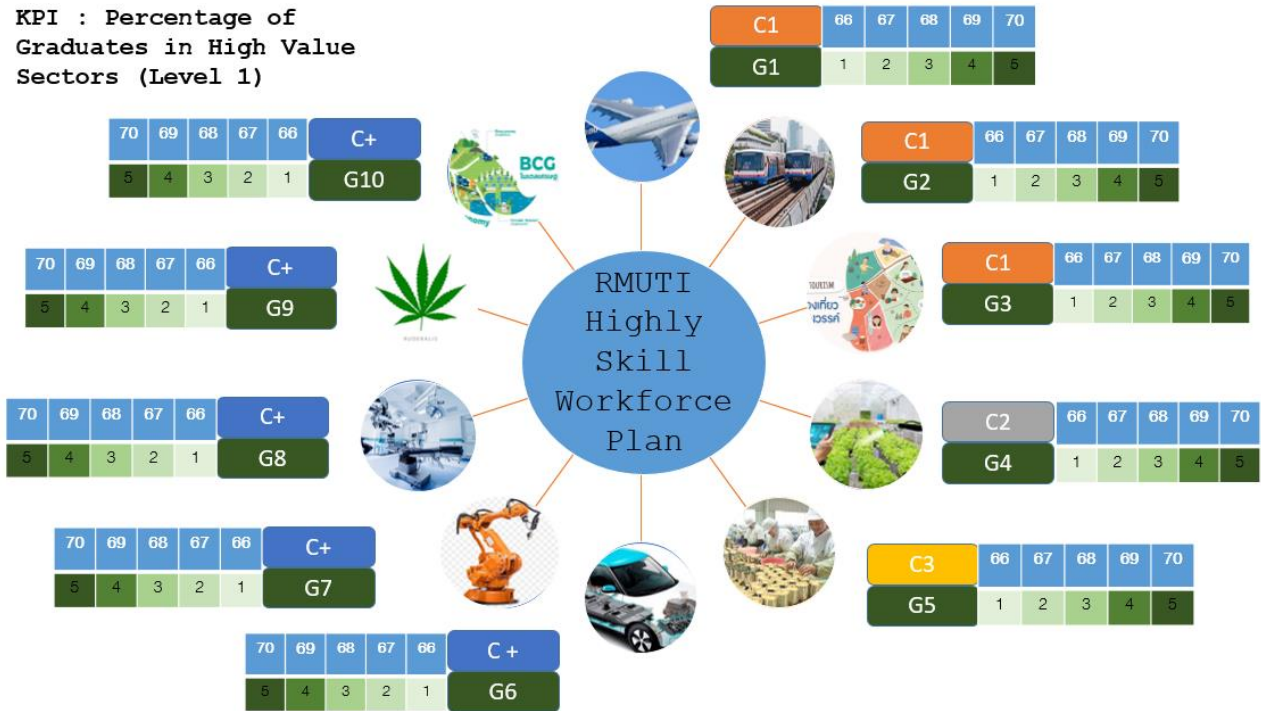 KPI : Percentage of
Graduates in High Value
Sectors (Level 1)
C1 66 67 68 69 70
G1 1 2 3 4 5
70 69 68 67 66 C+
5 4 3 2 1 G10
BCG
C1 66 67 68 69 70
G2 1 2 3 4 5
70 69 68 67 66 C+
5 4 3 2 1 G9
RUDERALIS
TOURISM
C1 66 67 68 69 70
G3 1 2 3 4 5
RMUTI
Highly
Skill
Workforce
Plan
70 69 68 67 66 C+
5 4 3 2 1 G8
C2 66 67 68 69 70
G4 1 2 3 4 5
70 69 68 67 66 C+
5 4 3 2 1 G7
C3 66 67 68 69 70
G5 1 2 3 4 5
70 69 68 67 66 C +
5 4 3 2 1 G6